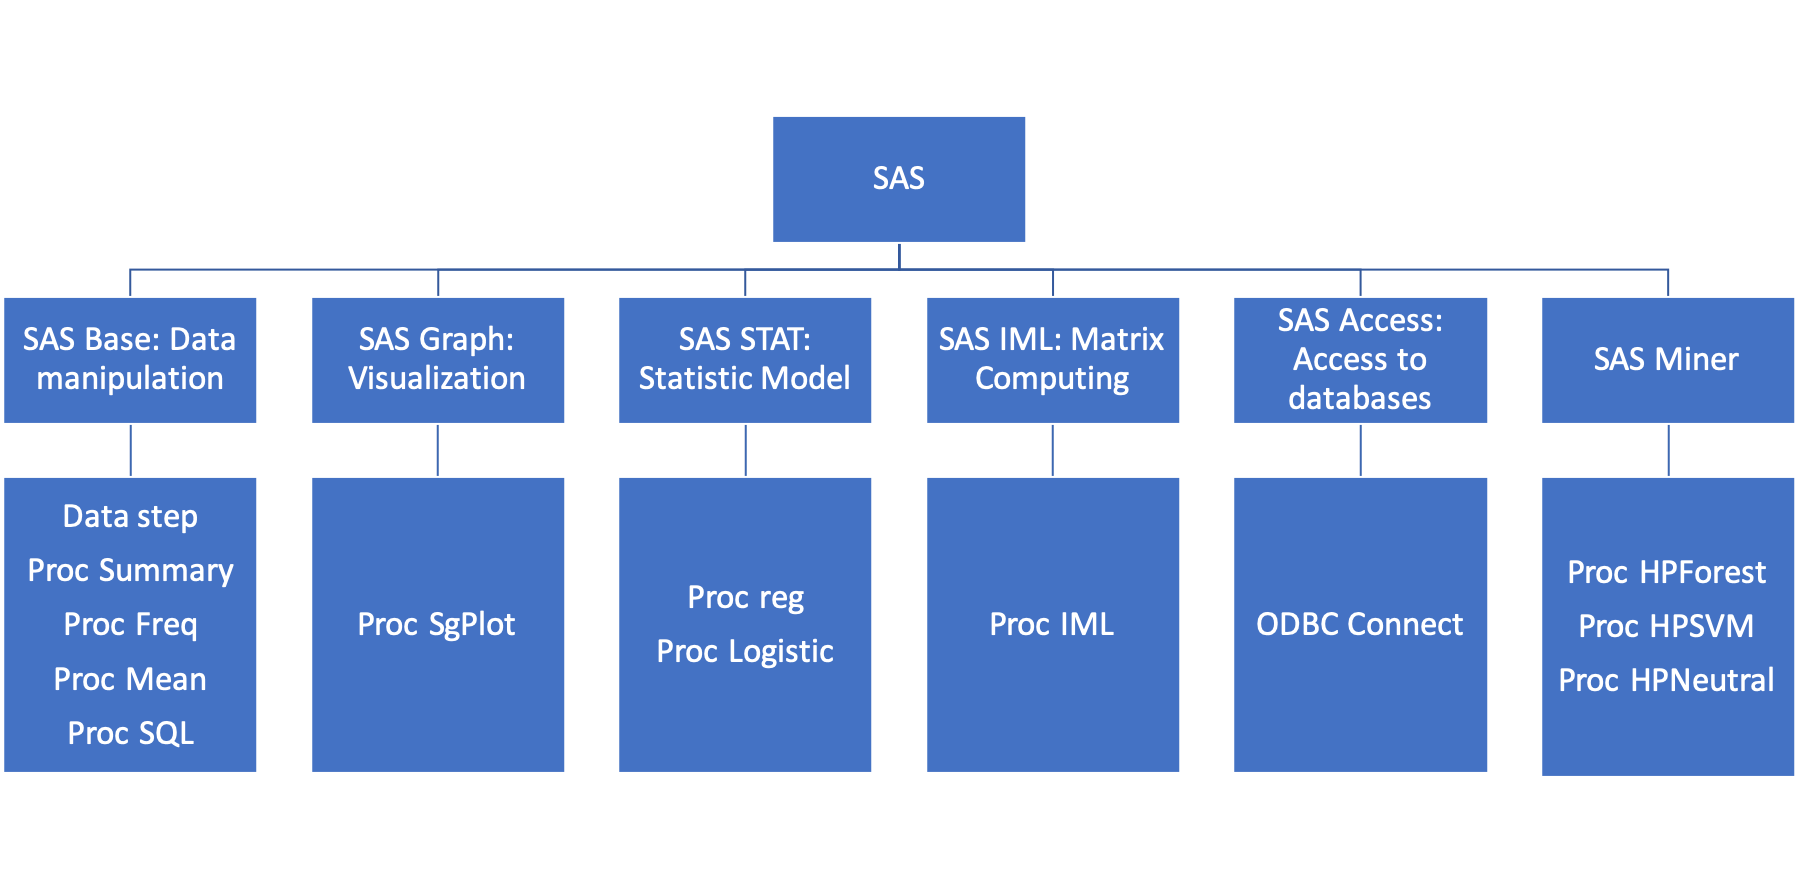 SAS
SAS Base: Data
manipulation
SAS Graph:
Visualization
SAS STAT:
Statistic Model
SAS IML: Matrix
Computing
SAS Access:
Access to
databases
SAS Miner
Data step
Proc Summary
Proc Freq
Proc Mean
Proc SQL
Proc SgPlot
Proc reg
Proc Logistic
Proc IML
ODBC Connect
Proc HPForest
Proc HPSVM
Proc HPNeutral